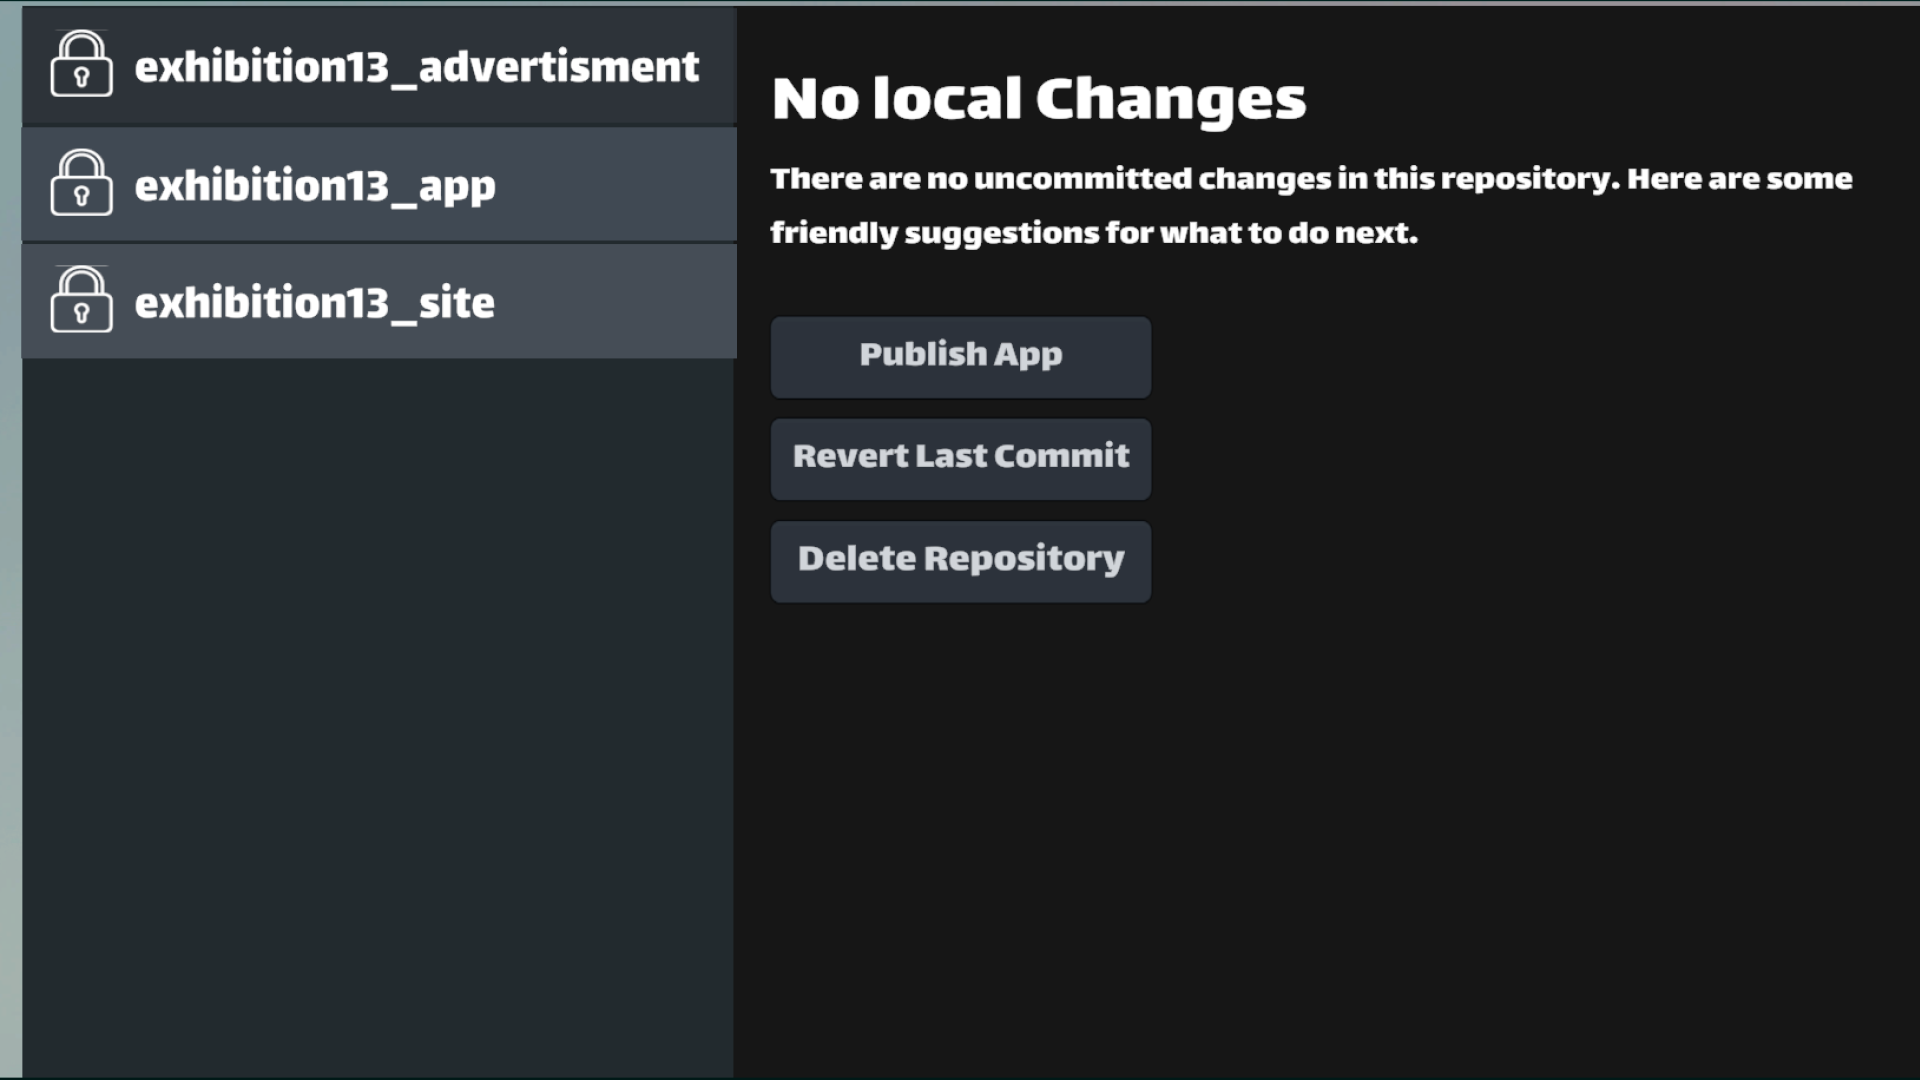 exhibition13_advertisment
exhibition13_app
exhibition13_site
No local Changes
There are no uncommitted changes in this repository. Here are some
friendly suggestions for what to do next.
Publish App
Revert Last Commit
Delete Repository